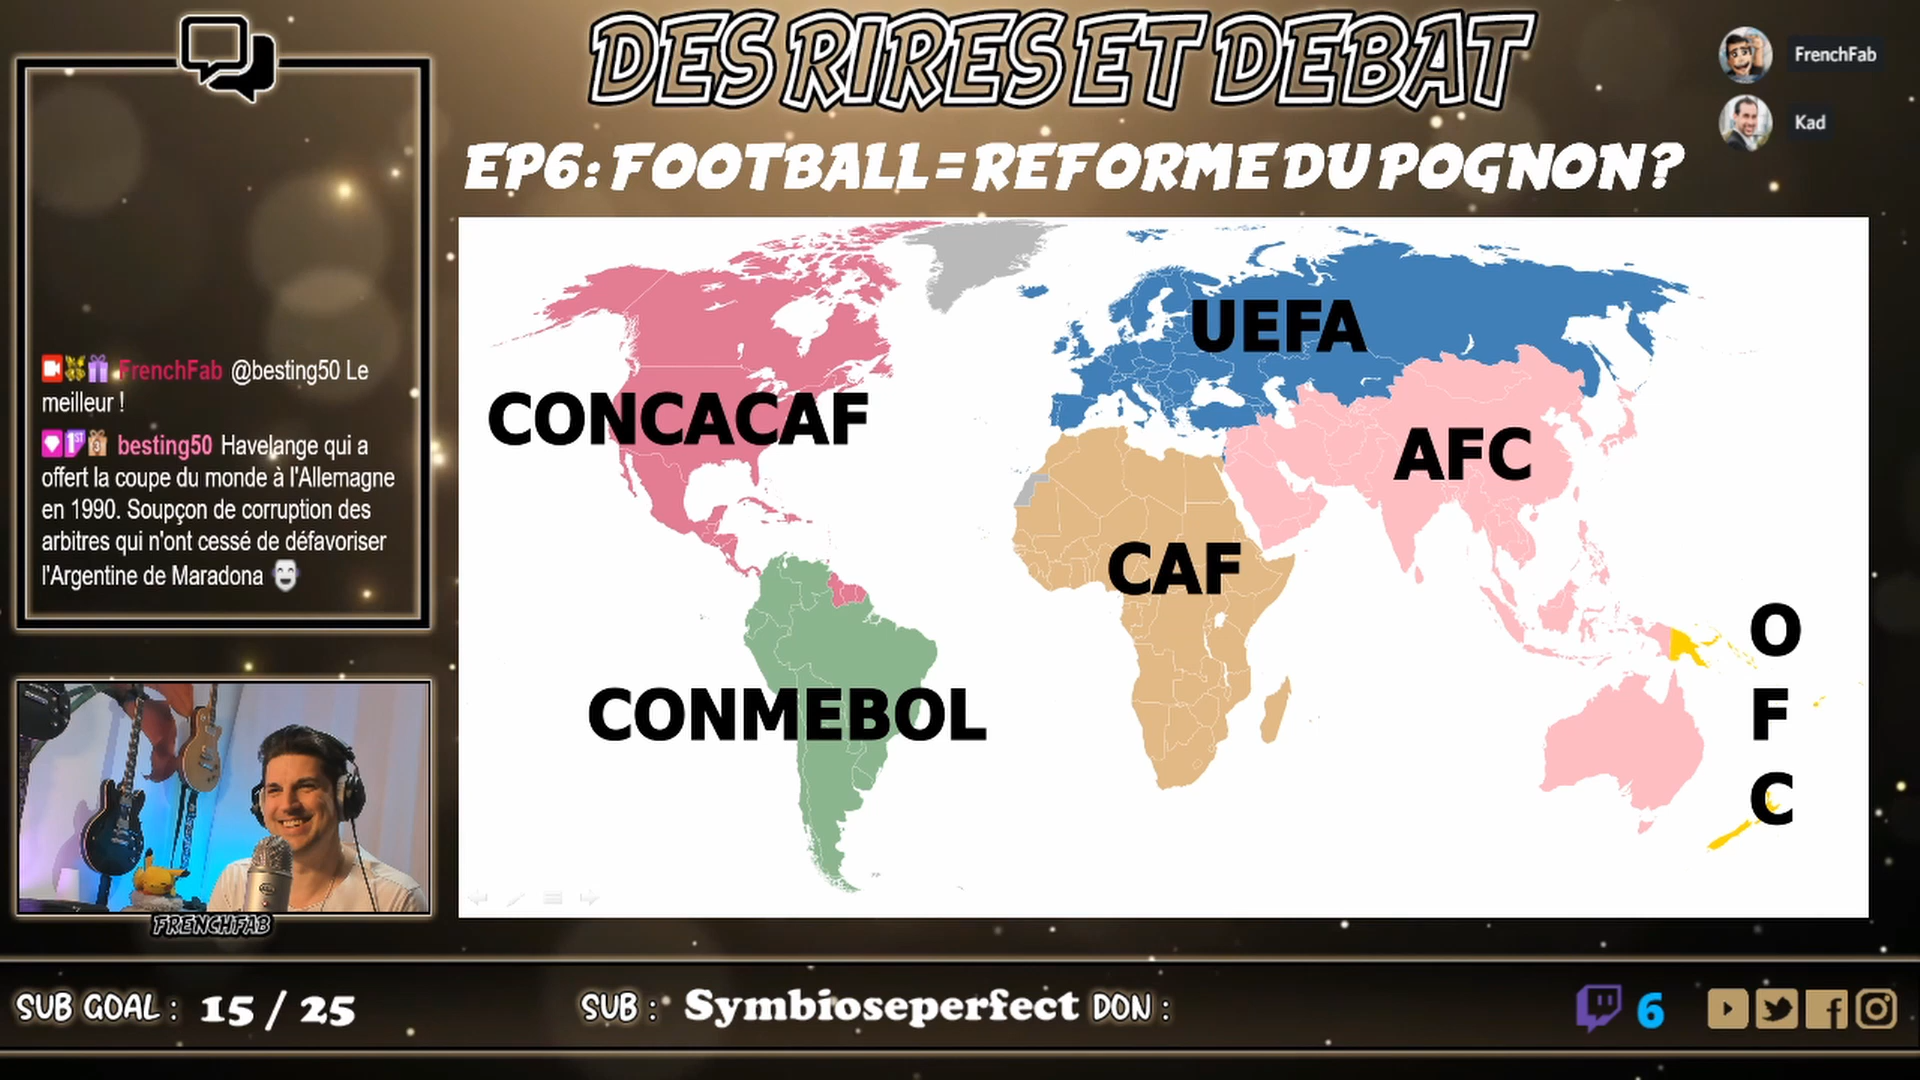 DES RIRES ET DEBAT
EP6: FOOTBALL = REFORME DU POGNON?
FrenchFab
Kad
FrenchFab @besting50 Le
meilleur !
besting50 Havelange qui a
offert la coupe du monde à l'Allemagne
en 1990. Soupçon de corruption des
arbitres qui n'ont cessé de défavoriser
l'Argentine de Maradona
UEFA
CONCACAF
AFC
CAF
CONMEBOL
O
F
C
FRENCHFAB
SUB GOAL : 15 / 25
SUB : Symbioseperfect DON :
6